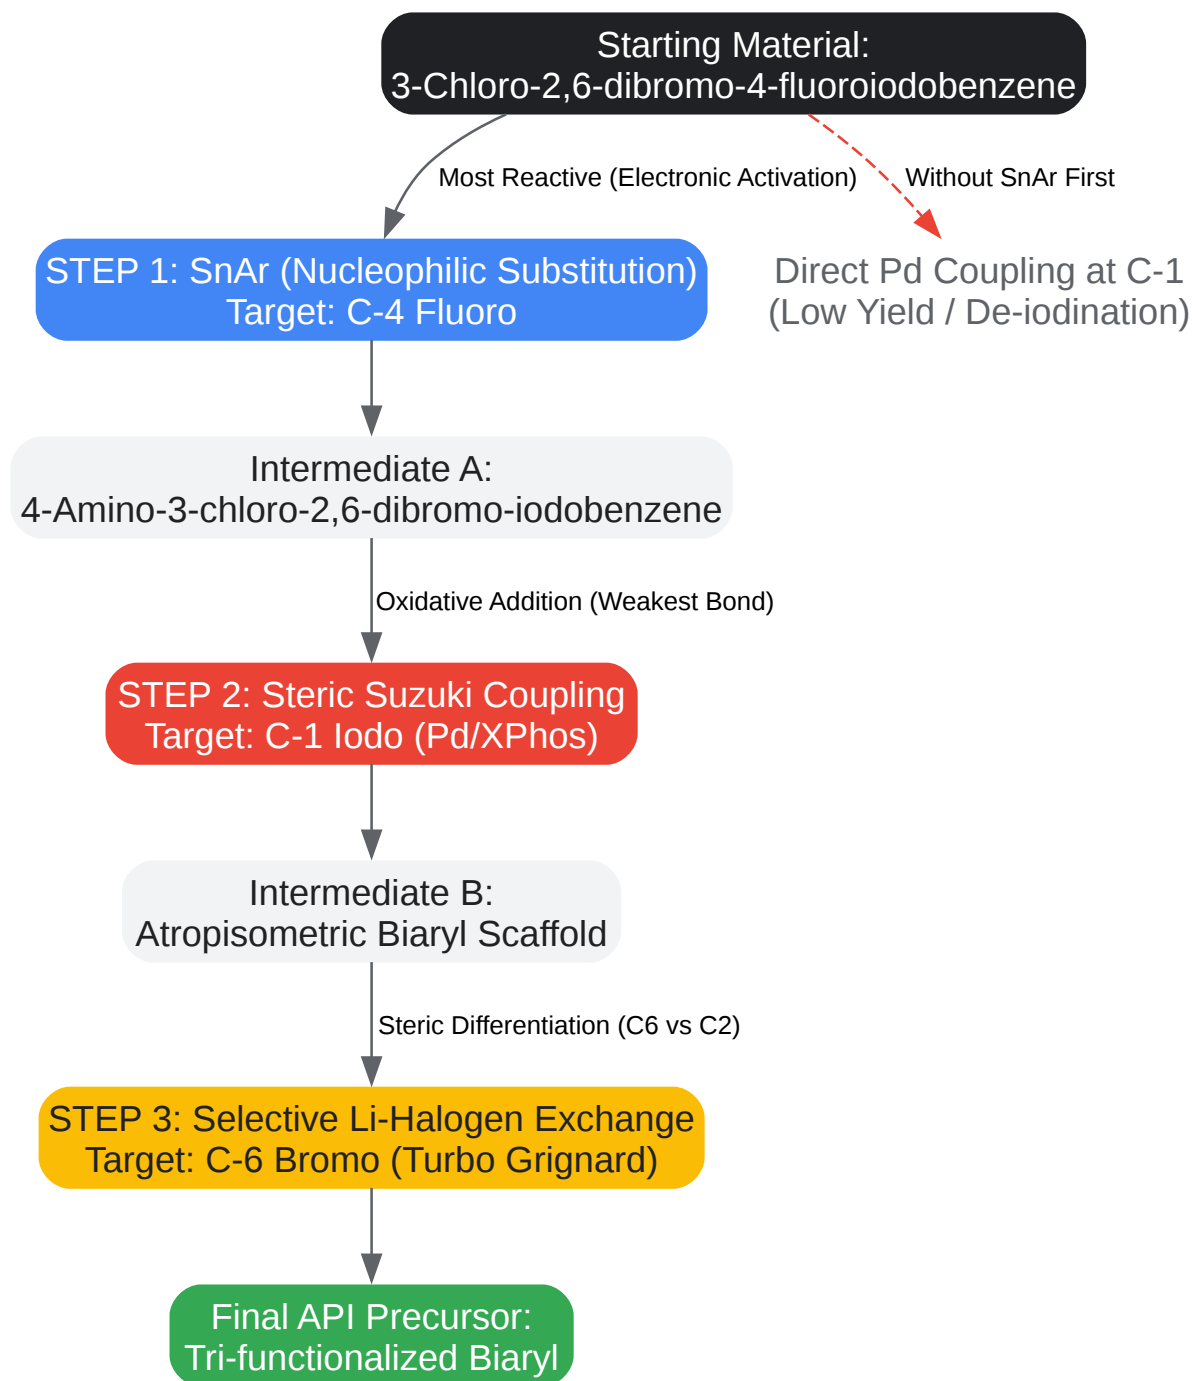 Starting Material:
3-Chloro-2,6-dibromo-4-fluoroiodobenzene
Most Reactive (Electronic Activation)
Without SnAr First
STEP 1: SnAr (Nucleophilic Substitution)
Target: C-4 Fluoro
Direct Pd Coupling at C-1
(Low Yield / De-iodination)
Intermediate A:
4-Amino-3-chloro-2,6-dibromo-iodobenzene
Oxidative Addition (Weakest Bond)
STEP 2: Steric Suzuki Coupling
Target: C-1 Iodo (Pd/XPhos)
Intermediate B:
Atropisometric Biaryl Scaffold
Steric Differentiation (C6 vs C2)
STEP 3: Selective Li-Halogen Exchange
Target: C-6 Bromo (Turbo Grignard)
Final API Precursor:
Tri-functionalized Biaryl